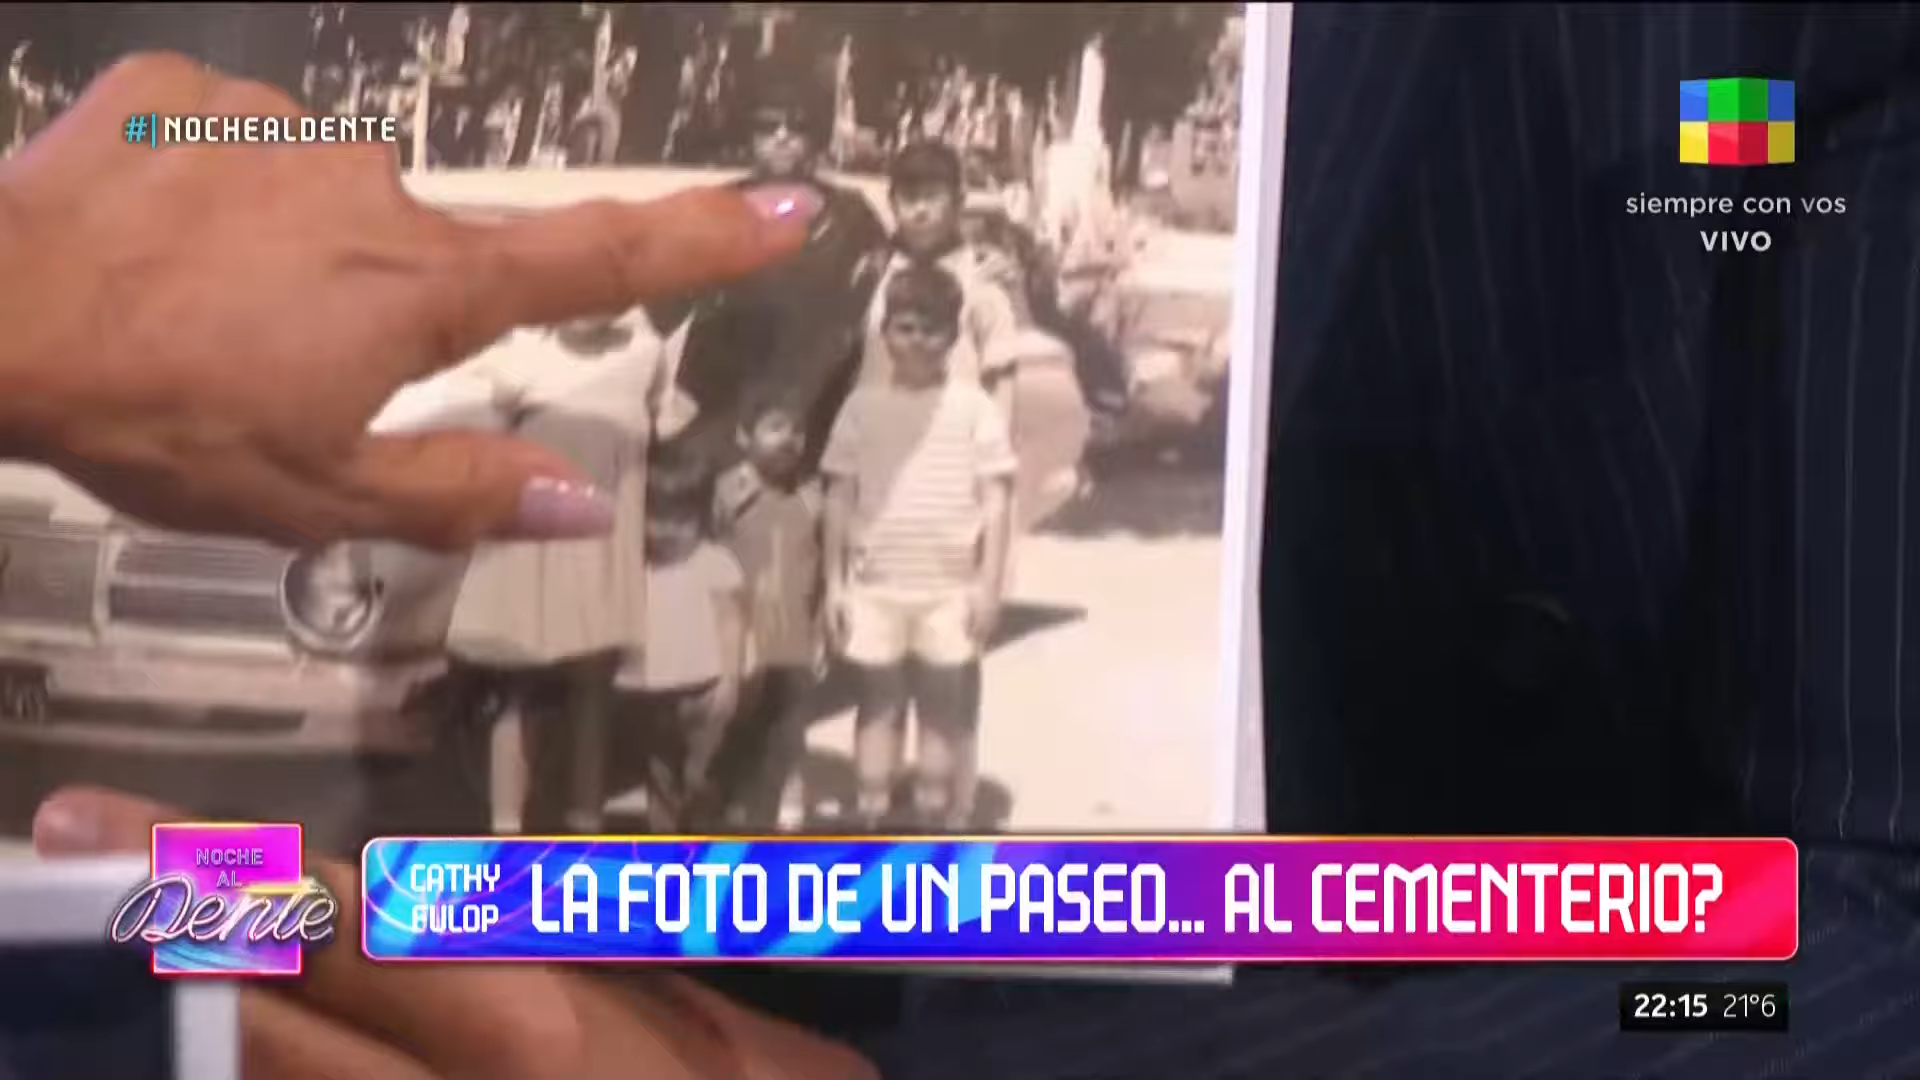 #|NOCHEALDENTE
siempre con vos
VIVO
NOCHE
AL
Dente
CATHY
FULOP
LA FOTO DE UN PASEO... AL CEMENTERIO?
22:15 21°6